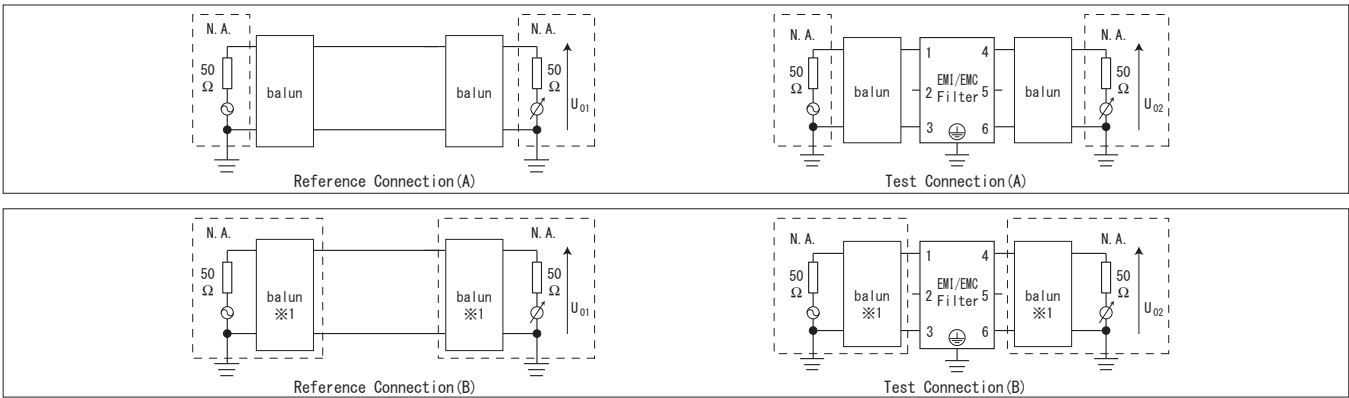 N.A.
50
Ω
balun
balun
N.A.
50
Ω
U01
Reference Connection(A)
N.A.
50
Ω
balun
1
2
3
EMI/EMC
Filter
4
5
6
balun
N.A.
50
Ω
U02
Test Connection(A)
N.A.
50
Ω
balun
※1
balun
※1
N.A.
50
Ω
U01
Reference Connection(B)
N.A.
50
Ω
balun
※1
1
2
3
EMI/EMC
Filter
4
5
6
balun
※1
N.A.
50
Ω
U02
Test Connection(B)